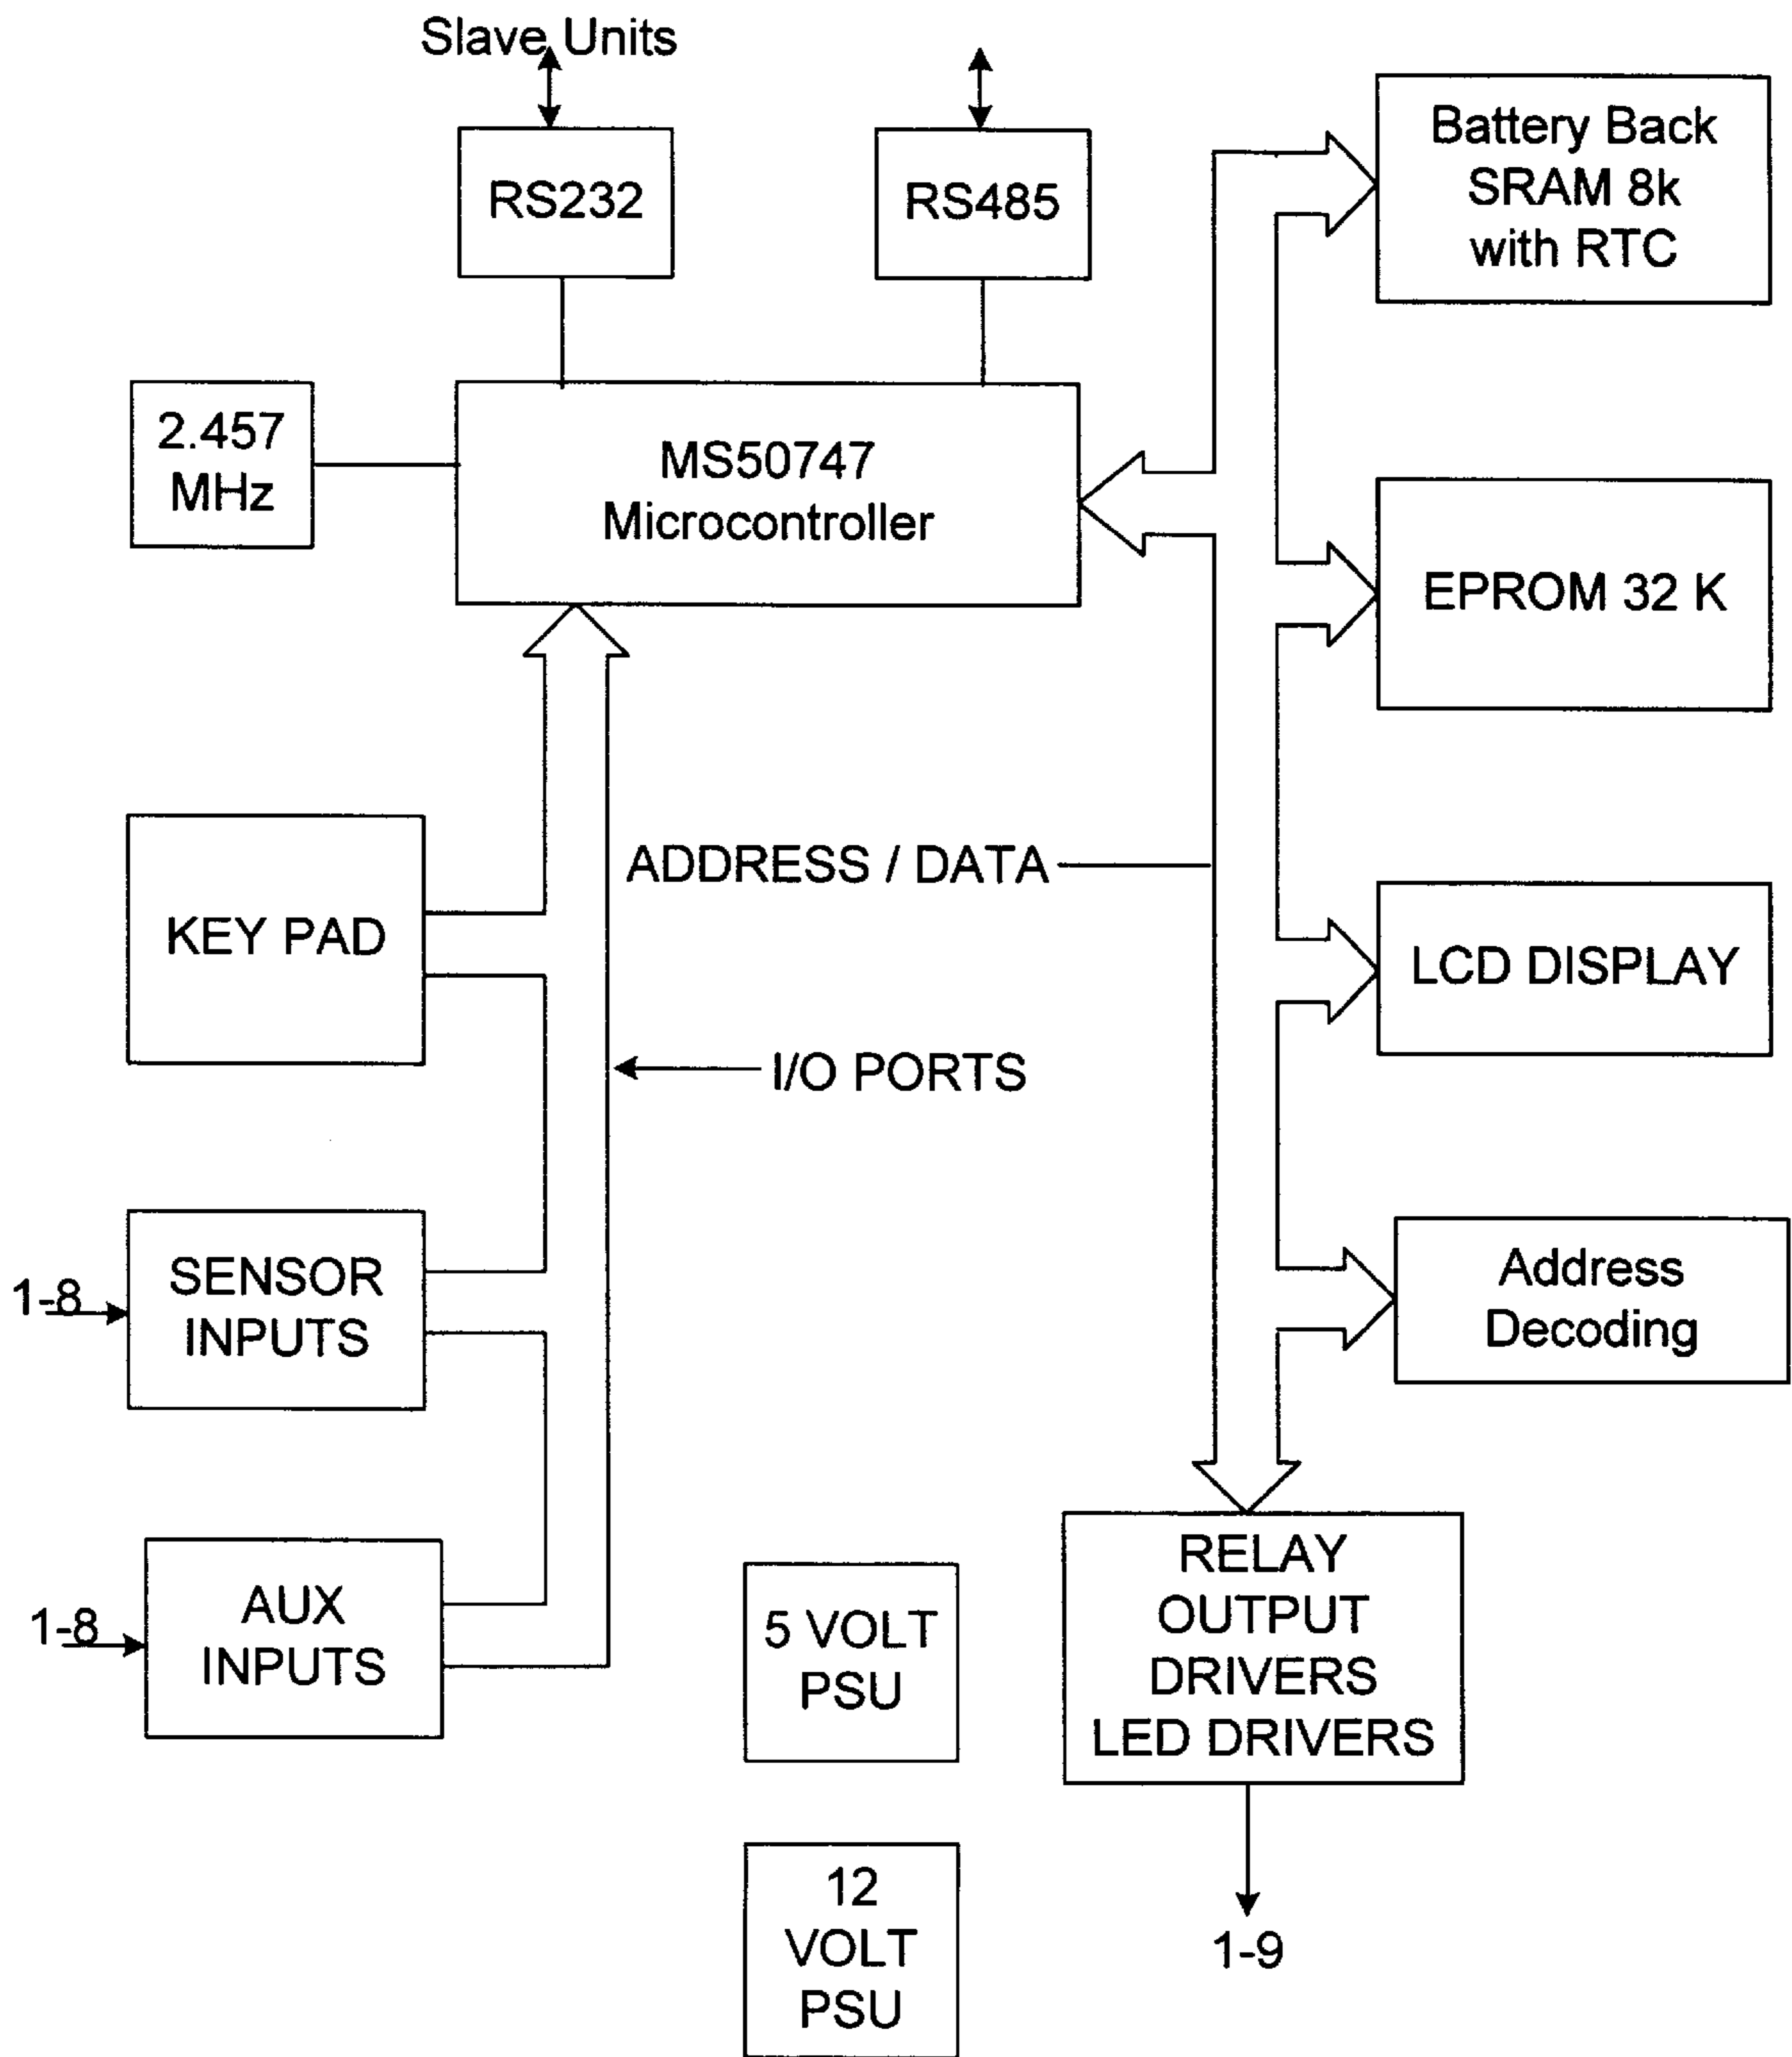 Slave Units
RS232
RS485
Battery Back
SRAM 8k
with RTC
2.457
MHz
MS50747
Microcontroller
EPROM 32 K
ADDRESS / DATA
KEY PAD
LCD DISPLAY
I/O PORTS
1-8
SENSOR
INPUTS
Address
Decoding
1-8
AUX
INPUTS
5 VOLT
PSU
RELAY
OUTPUT
DRIVERS
LED DRIVERS
12
VOLT
PSU
1-9